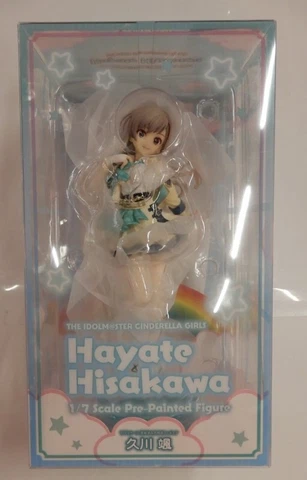 THE IDOLM@STER CINDERELLA GIRLS
Hayate
Hisakawa
1/7 Scale Pre-Painted Figure
久川 颯